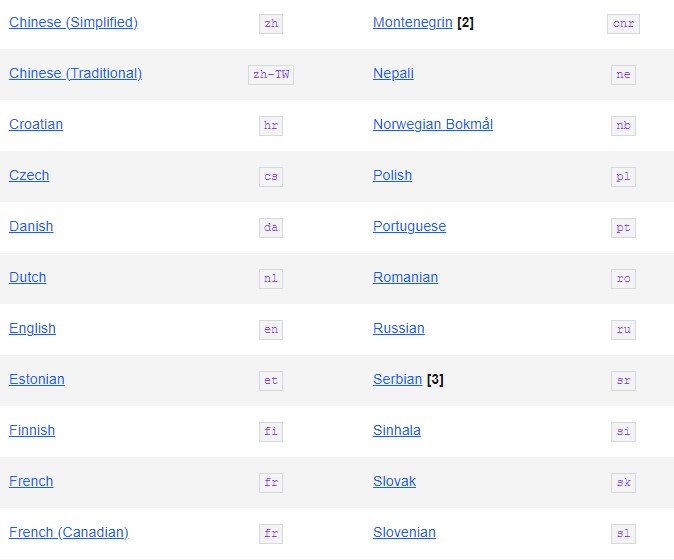 Chinese (Simplified) zh Montenegrin [2] cnr
Chinese (Traditional) zh-TW Nepali ne
Croatian hr Norwegian Bokmål nb
Czech cs Polish pl
Danish da Portuguese pt
Dutch nl Romanian ro
English en Russian ru
Estonian et Serbian [3] sr
Finnish fi Sinhala si
French fr Slovak sk
French (Canadian) fr Slovenian sl